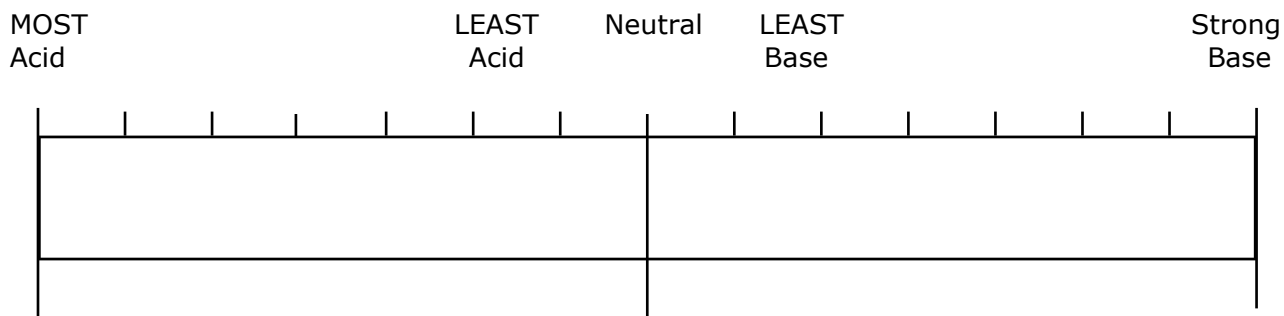 MOST
Acid
LEAST
Acid
Neutral
LEAST
Base
Strong
Base